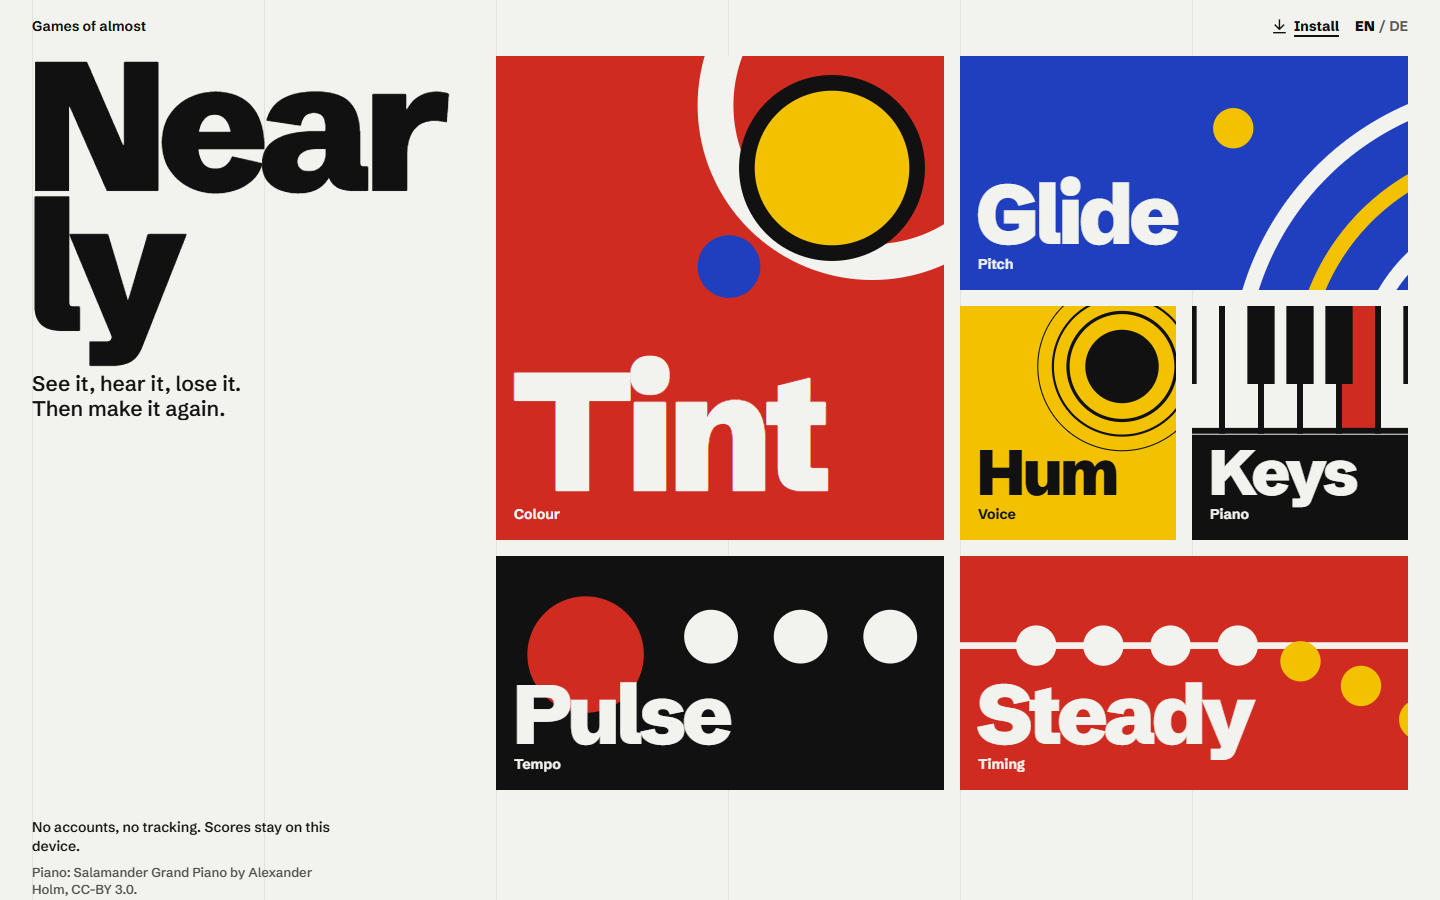 Games of almost
Install EN / DE
Near
ly
See it, hear it, lose it.
Then make it again.
Tint
Colour
Glide
Pitch
Hum
Voice
Keys
Piano
Pulse
Tempo
Steady
Timing
No accounts, no tracking. Scores stay on this
device.
Piano: Salamander Grand Piano by Alexander
Holm, CC-BY 3.0.